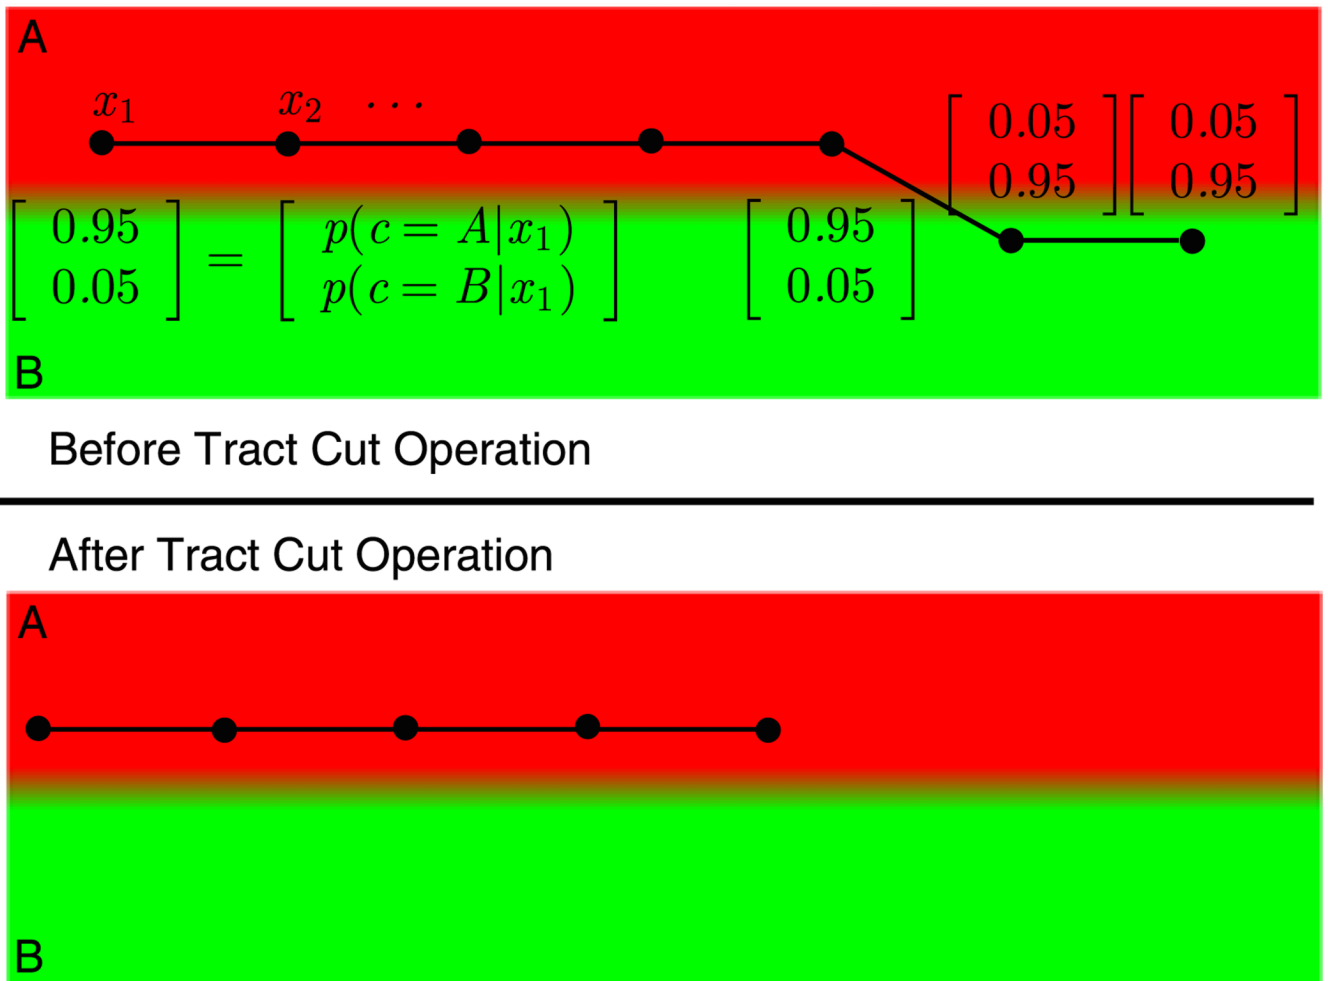 A
x₁ x₂ ⋯
[0.05 0.95] [0.05 0.95]
[0.95 0.05] = [p(c = A|x₁) p(c = B|x₁)] [0.95 0.05]
B
Before Tract Cut Operation
After Tract Cut Operation
A
B